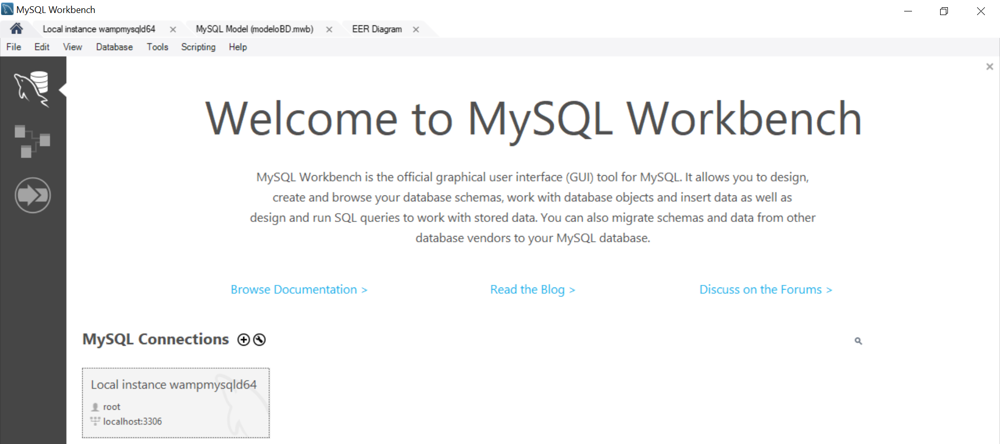 MySQL Workbench
Local instance wampmysqld64
MySQL Model (modeloBD.mwb)
EER Diagram
File Edit View Database Tools Scripting Help
Welcome to MySQL Workbench
MySQL Workbench is the official graphical user interface (GUI) tool for MySQL. It allows you to design,
create and browse your database schemas, work with database objects and insert data as well as
design and run SQL queries to work with stored data. You can also migrate schemas and data from other
database vendors to your MySQL database.
Browse Documentation >
Read the Blog >
Discuss on the Forums >
MySQL Connections
Local instance wampmysqld64
root
localhost:3306